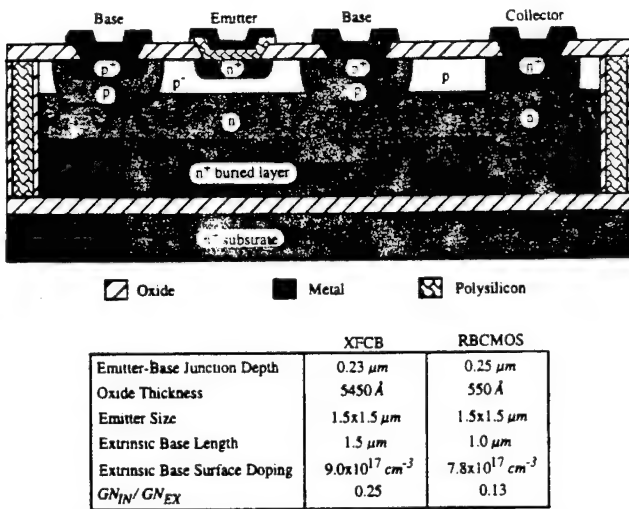 Base Emitter Base Collector
p⁺ n⁺ p⁺ n⁺
p⁻ p
p p
n n
n⁺ buried layer
substrate
Oxide Metal Polysilicon
XFCB RBCMOS
Emitter-Base Junction Depth 0.23 μm 0.25 μm
Oxide Thickness 5450 Å 550 Å
Emitter Size 1.5x1.5 μm 1.5x1.5 μm
Extrinsic Base Length 1.5 μm 1.0 μm
Extrinsic Base Surface Doping 9.0x10¹⁷ cm⁻³ 7.8x10¹⁷ cm⁻³
GN_IN / GN_EX 0.25 0.13